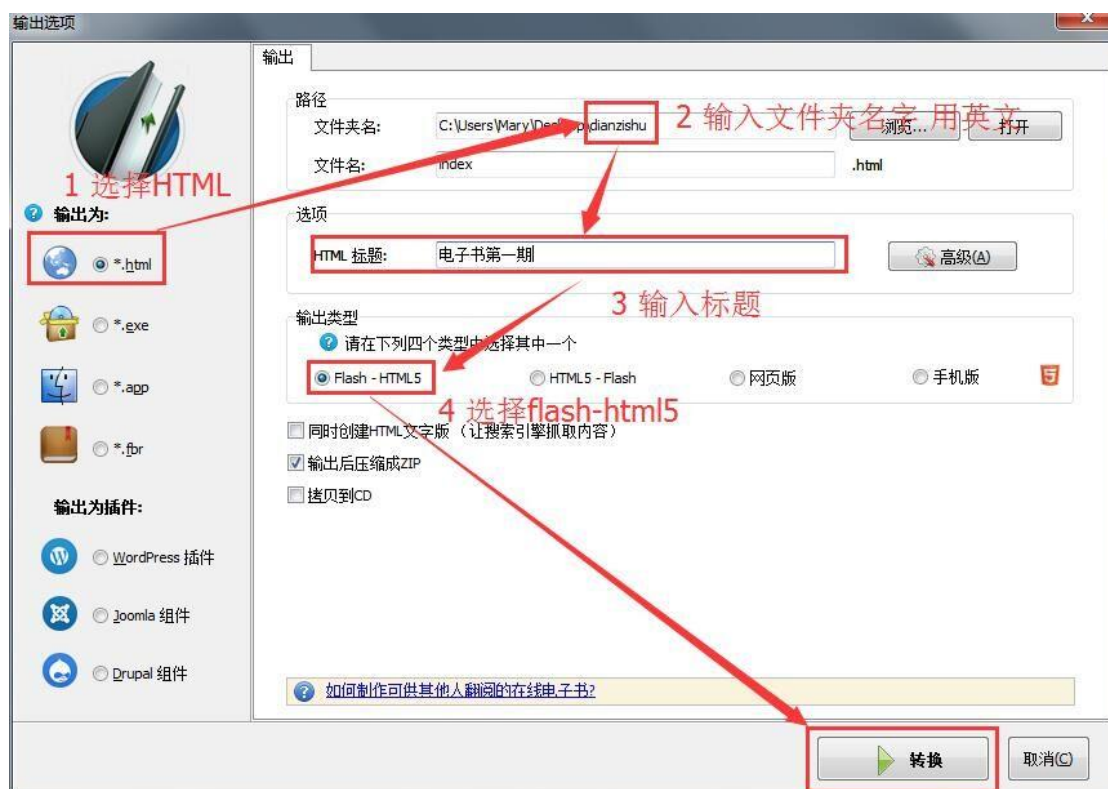 输出选项
输出
路径
文件夹名: C:\Users\Mary\Desktop\dianzishu 浏览... 打开
2 输入文件夹名字 用英文
文件名: index .html
1 选择HTML
输出为:
选项
*.html
HTML 标题: 电子书第一期 高级(A)
3 输入标题
*.exe
输出类型
请在下列四个类型中选择其中一个
Flash - HTML5 HTML5 - Flash 网页版 手机版
*.app
4 选择flash-html5
同时创建HTML文字版 (让搜索引擎抓取内容)
*.fbr
输出后压缩成ZIP
拷贝到CD
输出为插件:
WordPress 插件
Joomla 组件
Drupal 组件
如何制作可供其他人翻阅的在线电子书?
转换 取消(C)